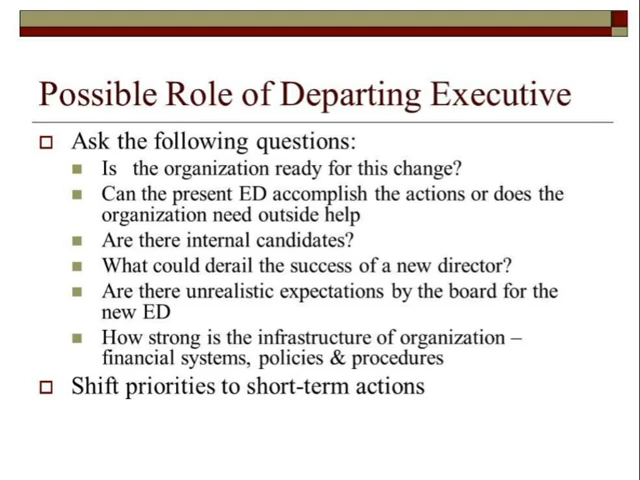 Possible Role of Departing Executive
Ask the following questions:
Is the organization ready for this change?
Can the present ED accomplish the actions or does the
organization need outside help
Are there internal candidates?
What could derail the success of a new director?
Are there unrealistic expectations by the board for the
new ED
How strong is the infrastructure of organization –
financial systems, policies & procedures
Shift priorities to short-term actions